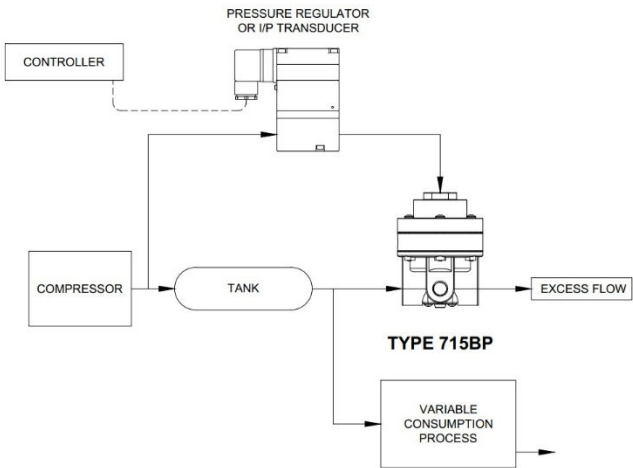 PRESSURE REGULATOR
OR I/P TRANSDUCER
CONTROLLER
COMPRESSOR
TANK
EXCESS FLOW
TYPE 715BP
VARIABLE
CONSUMPTION
PROCESS